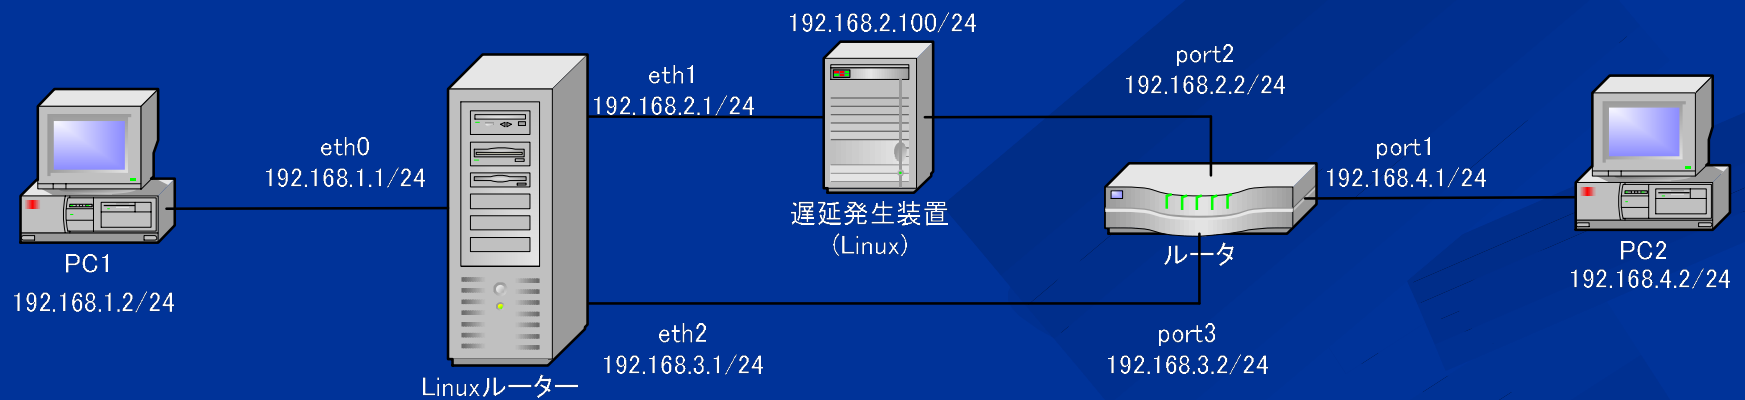 192.168.2.100/24
port2
192.168.2.2/24
eth1
192.168.2.1/24
eth0
192.168.1.1/24
port1
192.168.4.1/24
遅延発生装置
(Linux)
ルータ
PC1
192.168.1.2/24
PC2
192.168.4.2/24
eth2
192.168.3.1/24
port3
192.168.3.2/24
Linuxルーター